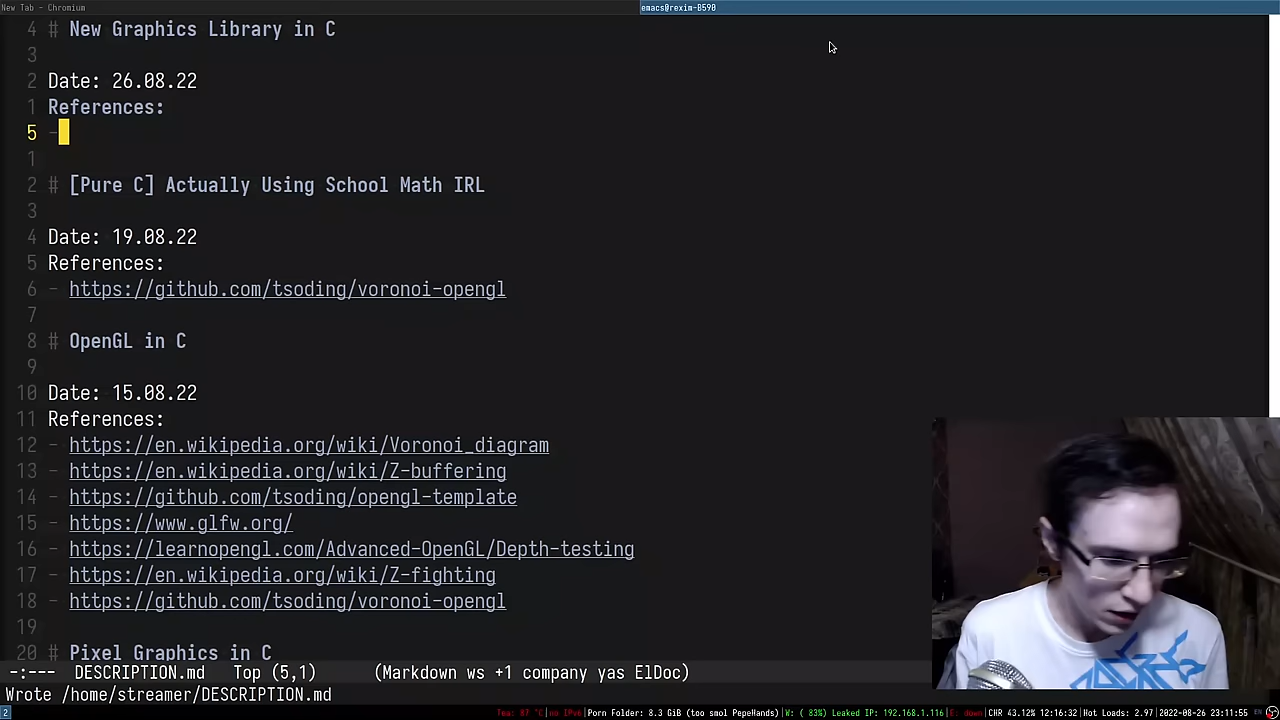 New Tab - Chromium
emacs@rexim-B590
4 # New Graphics Library in C
3
2 Date: 26.08.22
1 References:
5 -
1
2 # [Pure C] Actually Using School Math IRL
3
4 Date: 19.08.22
5 References:
6 - https://github.com/tsoding/voronoi-opengl
7
8 # OpenGL in C
9
10 Date: 15.08.22
11 References:
12 - https://en.wikipedia.org/wiki/Voronoi_diagram
13 - https://en.wikipedia.org/wiki/Z-buffering
14 - https://github.com/tsoding/opengl-template
15 - https://www.glfw.org/
16 - https://learnopengl.com/Advanced-OpenGL/Depth-testing
17 - https://en.wikipedia.org/wiki/Z-fighting
18 - https://github.com/tsoding/voronoi-opengl
19
20 # Pixel Graphics in C
-:--- DESCRIPTION.md Top (5,1) (Markdown ws +1 company yas ElDoc)
Wrote /home/streamer/DESCRIPTION.md
2 Tea: 87 °C|no IPv6|Porn Folder: 8.3 GiB (too smol PepeHands)|W: ( 83%) Leaked IP: 192.168.1.116|E: down|CHR 43.12% 12:16:32|Hot Loads: 2.97|2022-08-26 23:11:55 EN